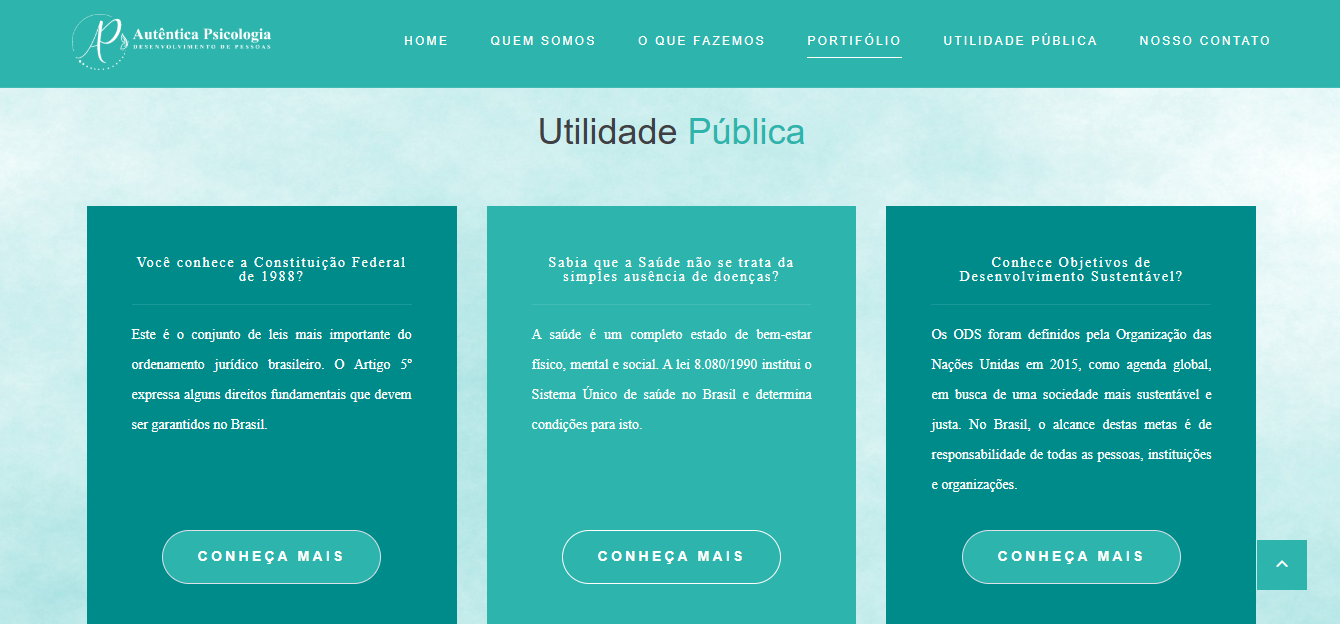 Autêntica Psicologia
DESENVOLVIMENTO DE PESSOAS
HOME
QUEM SOMOS
O QUE FAZEMOS
PORTIFÓLIO
UTILIDADE PÚBLICA
NOSSO CONTATO
Utilidade Pública
Você conhece a Constituição Federal
de 1988?
Este é o conjunto de leis mais importante do
ordenamento jurídico brasileiro. O Artigo 5º
expressa alguns direitos fundamentais que devem
ser garantidos no Brasil.
CONHEÇA MAIS
Sabia que a Saúde não se trata da
simples ausência de doenças?
A saúde é um completo estado de bem-estar
físico, mental e social. A lei 8.080/1990 institui o
Sistema Único de saúde no Brasil e determina
condições para isto.
CONHEÇA MAIS
Conhece Objetivos de
Desenvolvimento Sustentável?
Os ODS foram definidos pela Organização das
Nações Unidas em 2015, como agenda global,
em busca de uma sociedade mais sustentável e
justa. No Brasil, o alcance destas metas é de
responsabilidade de todas as pessoas, instituições
e organizações.
CONHEÇA MAIS